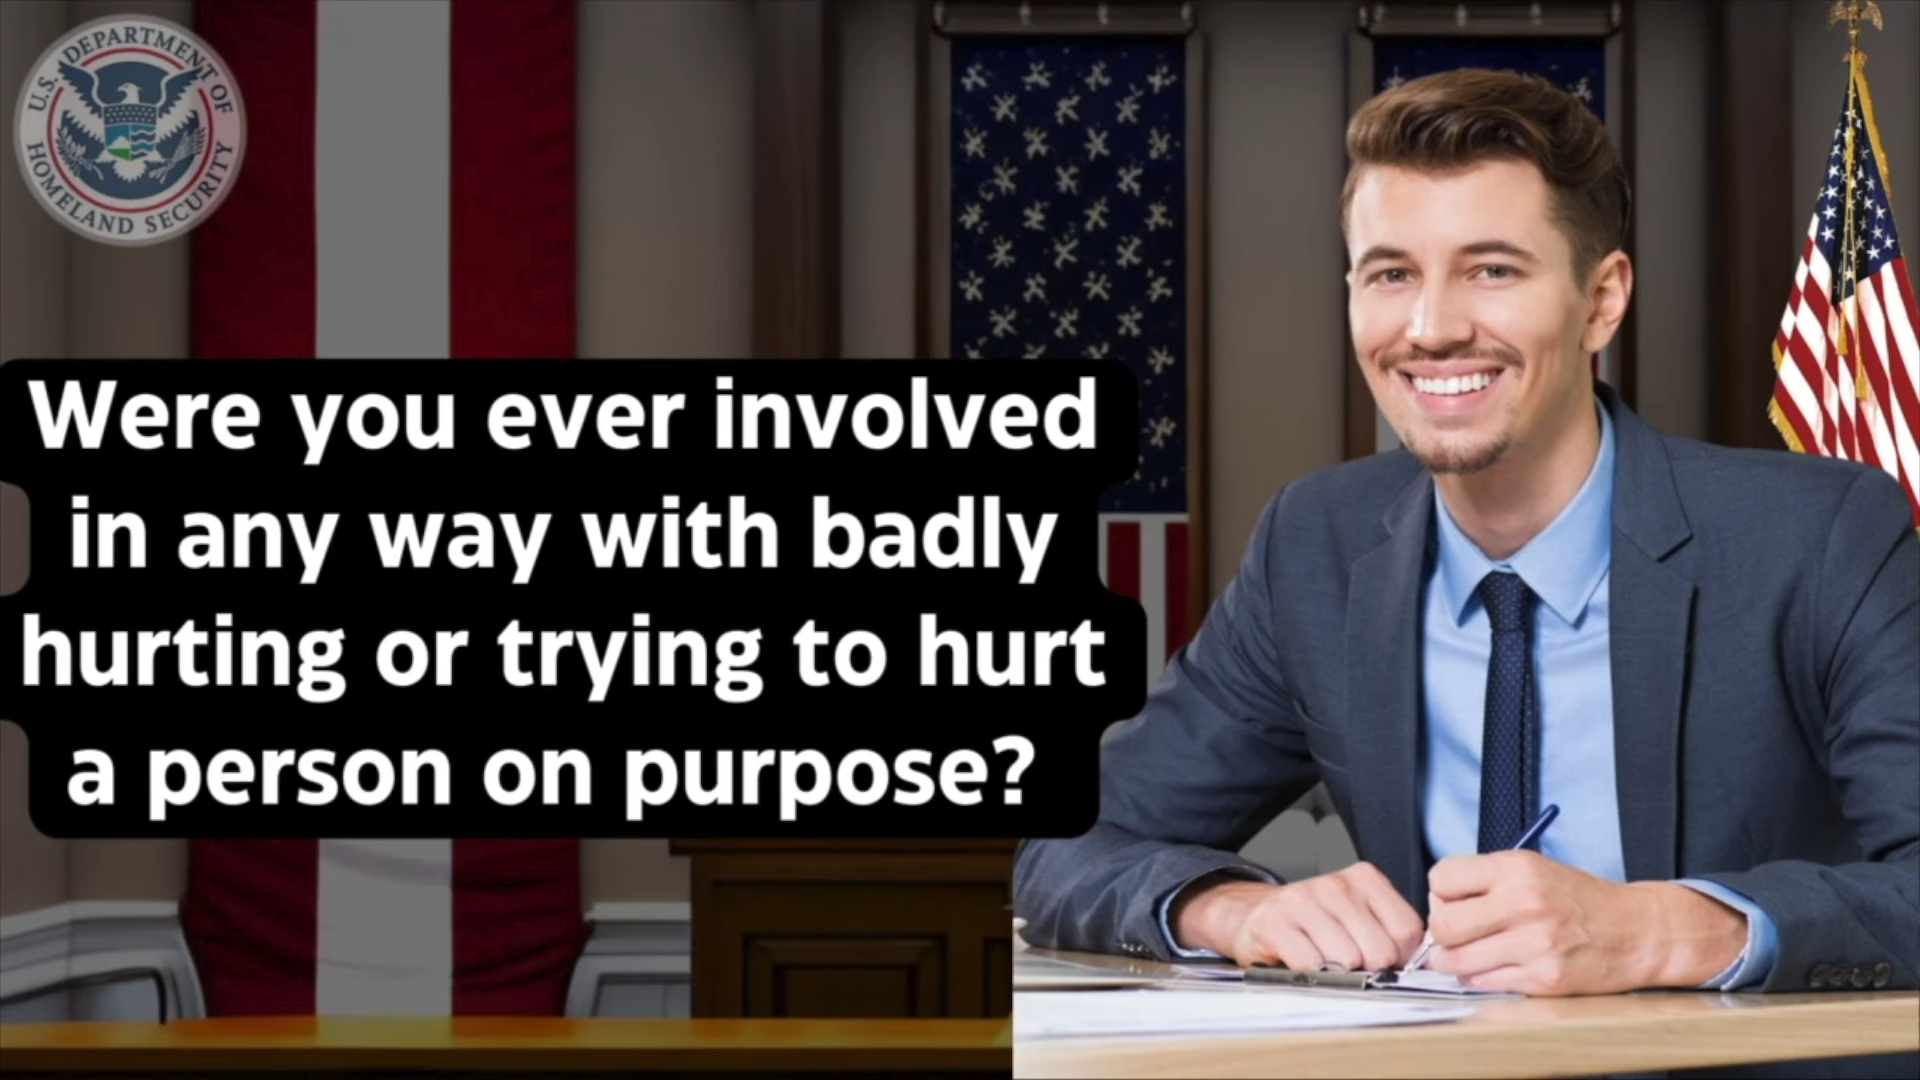 U.S. DEPARTMENT OF
HOMELAND SECURITY
Were you ever involved
in any way with badly
hurting or trying to hurt
a person on purpose?